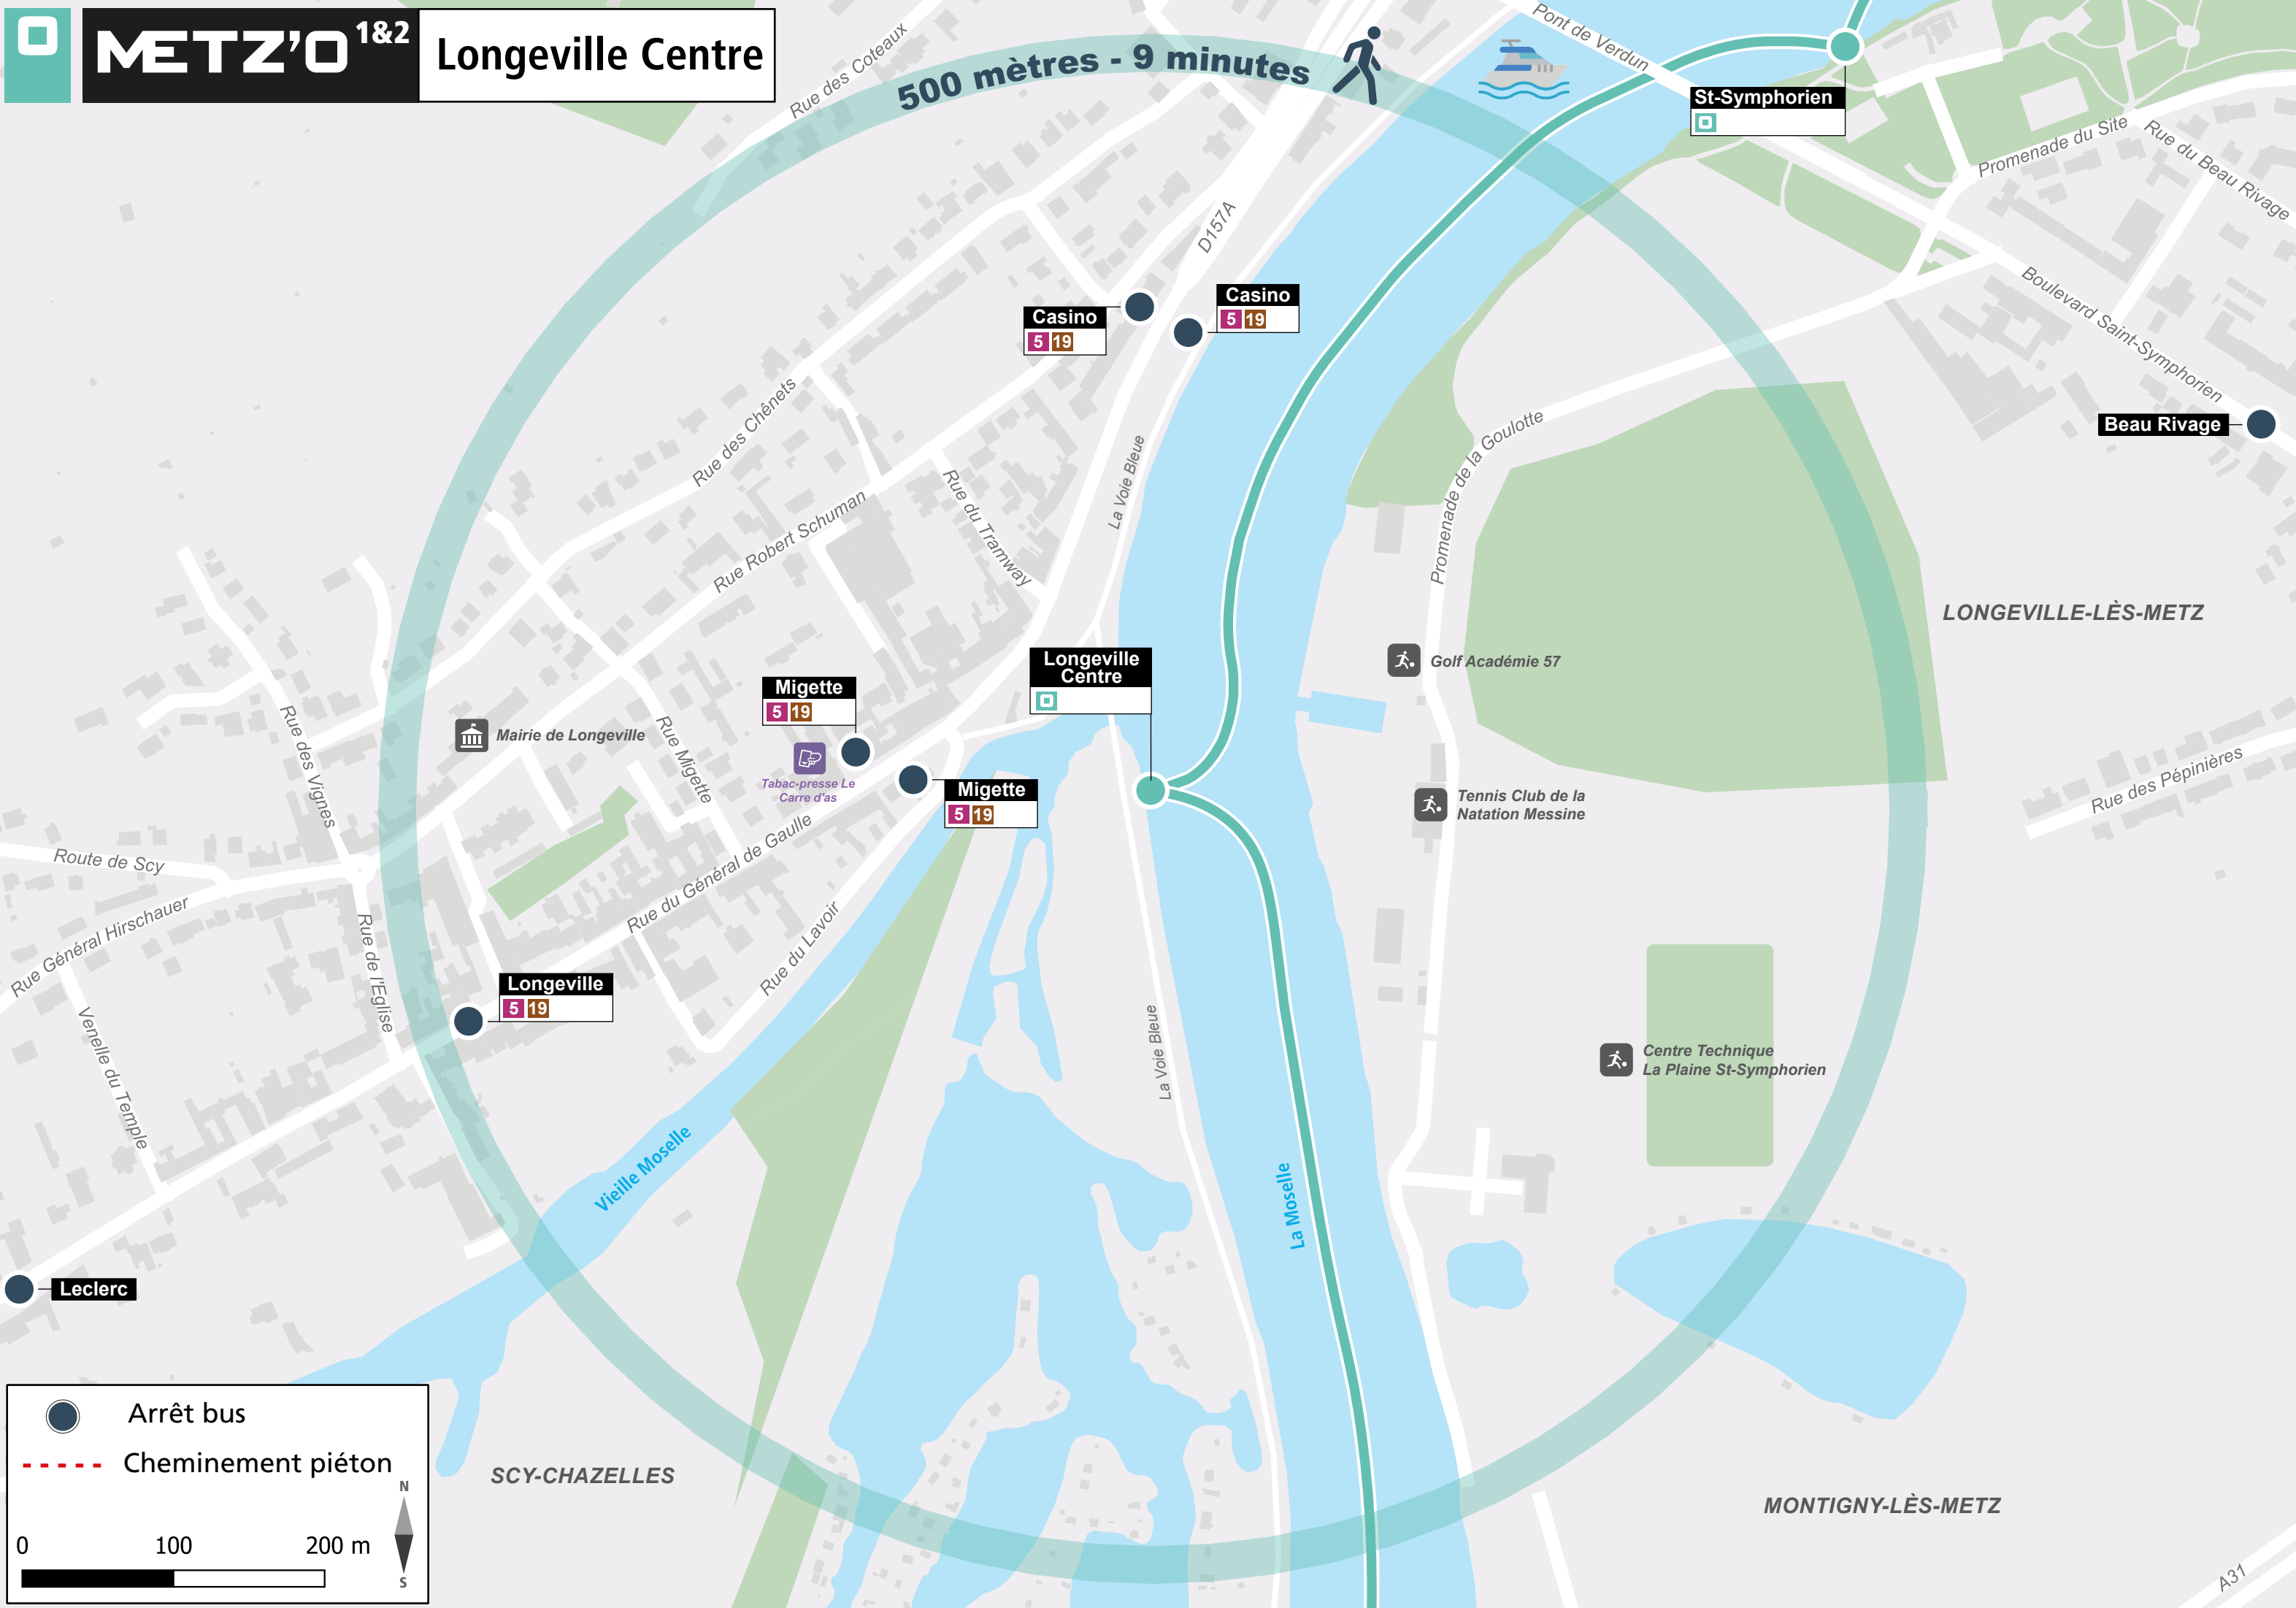 METZ'O 1&2
Longeville Centre
500 mètres - 9 minutes
Rue des Coteaux
Pont de Verdun
St-Symphorien
Promenade du Site
Rue du Beau Rivage
D157A
Casino
5 19
Casino
5 19
Boulevard Saint-Symphorien
Beau Rivage
Rue des Chênets
Promenade de la Goulotte
La Voie Bleue
Rue Robert Schuman
Rue du Tramway
LONGEVILLE-LÈS-METZ
Longeville
Centre
Golf Académie 57
Migette
5 19
Mairie de Longeville
Rue Migette
Rue des Vignes
Tabac-presse Le
Carre d'as
Migette
5 19
Tennis Club de la
Natation Messine
Rue des Pépinières
Route de Scy
Rue du Général de Gaulle
Rue Général Hirschauer
Rue de l'Eglise
Rue du Lavoir
Longeville
5 19
Venelle du Temple
La Voie Bleue
Centre Technique
La Plaine St-Symphorien
Vieille Moselle
La Moselle
Leclerc
SCY-CHAZELLES
MONTIGNY-LÈS-METZ
A31
Arrêt bus
Cheminement piéton
N
0 100 200 m
S